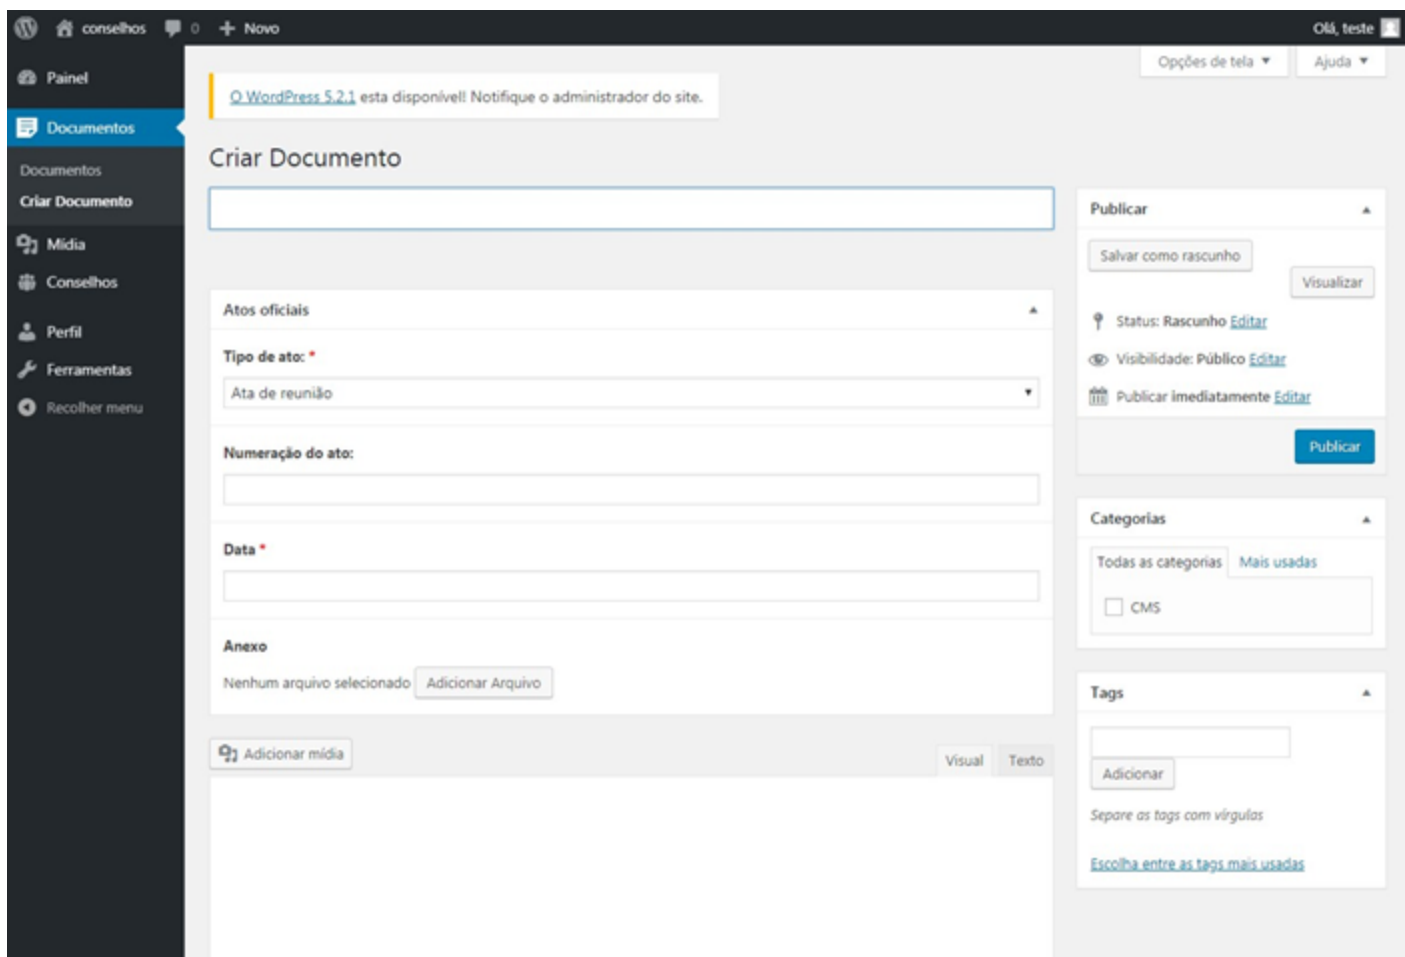 conselhos 0 + Novo
Olá, teste
Painel
Documentos
Documentos
Criar Documento
Mídia
Conselhos
Perfil
Ferramentas
Recolher menu
Opções de tela ▼
Ajuda ▼
O WordPress 5.2.1 esta disponível! Notifique o administrador do site.
Criar Documento
Atos oficiais
Tipo de ato: *
Ata de reunião
Numeração do ato:
Data *
Anexo
Nenhum arquivo selecionado Adicionar Arquivo
Adicionar mídia
Visual Texto
Publicar
Salvar como rascunho
Visualizar
Status: Rascunho Editar
Visibilidade: Público Editar
Publicar imediatamente Editar
Publicar
Categorias
Todas as categorias Mais usadas
CMS
Tags
Adicionar
Separe as tags com vírgulas
Escolha entre as tags mais usadas